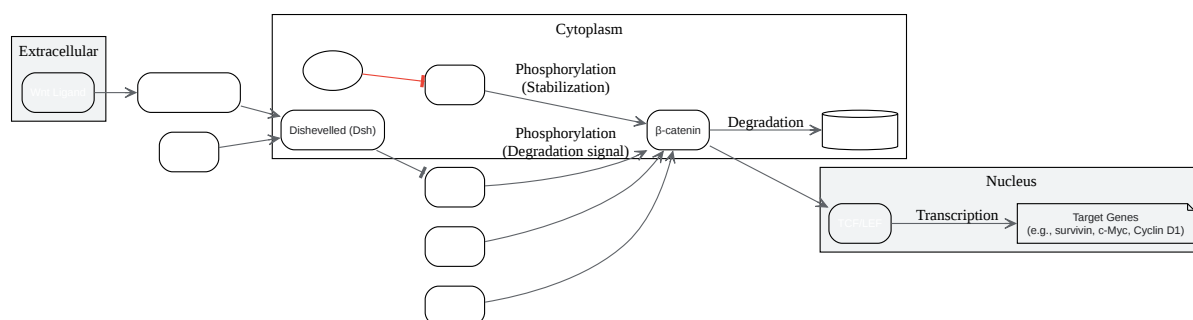 Extracellular
Wnt Ligand
Cytoplasm
Phosphorylation
(Stabilization)
Dishevelled (Dsh)
Phosphorylation
(Degradation signal)
β-catenin
Degradation
Nucleus
TCF/LEF
Transcription
Target Genes
(e.g., survivin, c-Myc, Cyclin D1)